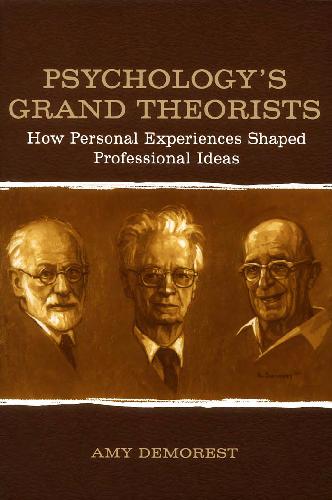 PSYCHOLOGY'S
GRAND THEORISTS
How Personal Experiences Shaped
Professional Ideas
AMY DEMOREST